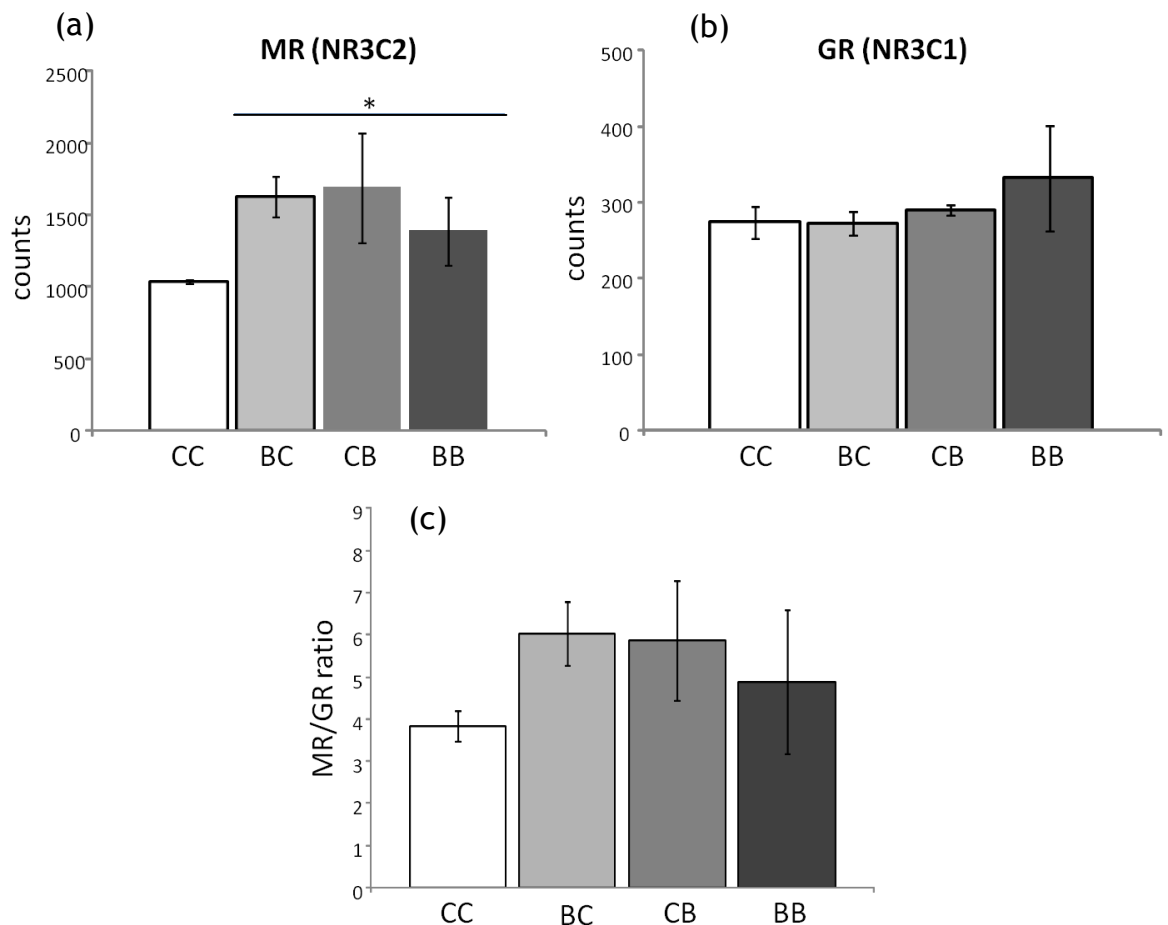 (a)
MR (NR3C2)
2500
2000
1500
1000
500
0
counts
*
CC BC CB BB
(b)
GR (NR3C1)
500
400
300
200
100
0
counts
CC BC CB BB
(c)
9
8
7
6
5
4
3
2
1
0
MR/GR ratio
CC BC CB BB